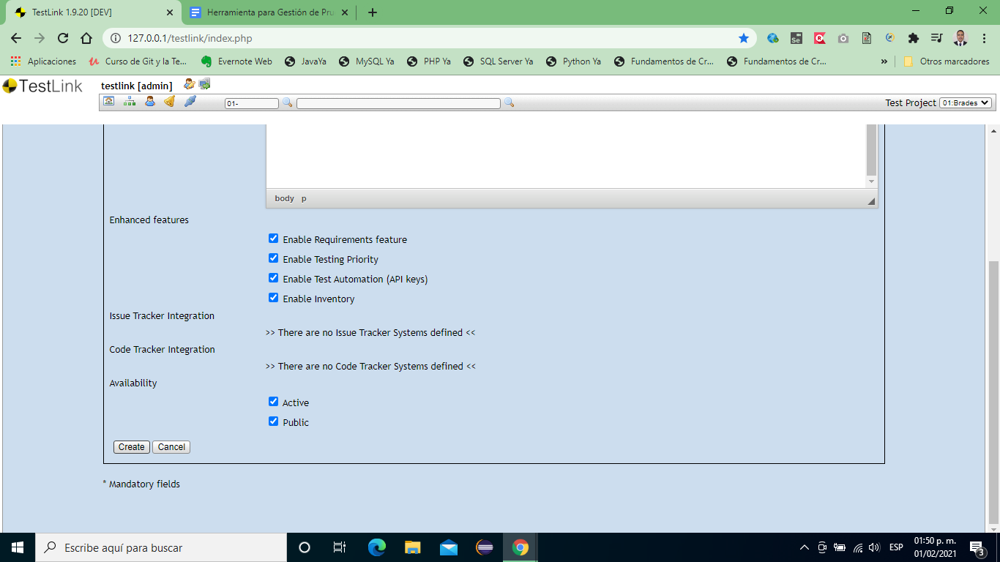 TestLink 1.9.20 [DEV]
Herramienta para Gestión de Pru
127.0.0.1/testlink/index.php
Aplicaciones
Curso de Git y la Te...
Evernote Web
JavaYa
MySQL Ya
PHP Ya
SQL Server Ya
Python Ya
Fundamentos de Cr...
Fundamentos de Cr...
»
Otros marcadores
TestLink
testlink [admin]
01-
Test Project
01:Brades
body p
Enhanced features
Enable Requirements feature
Enable Testing Priority
Enable Test Automation (API keys)
Enable Inventory
Issue Tracker Integration
>> There are no Issue Tracker Systems defined <<
Code Tracker Integration
>> There are no Code Tracker Systems defined <<
Availability
Active
Public
Create Cancel
* Mandatory fields
Escribe aquí para buscar
ESP
01:50 p. m.
01/02/2021
3